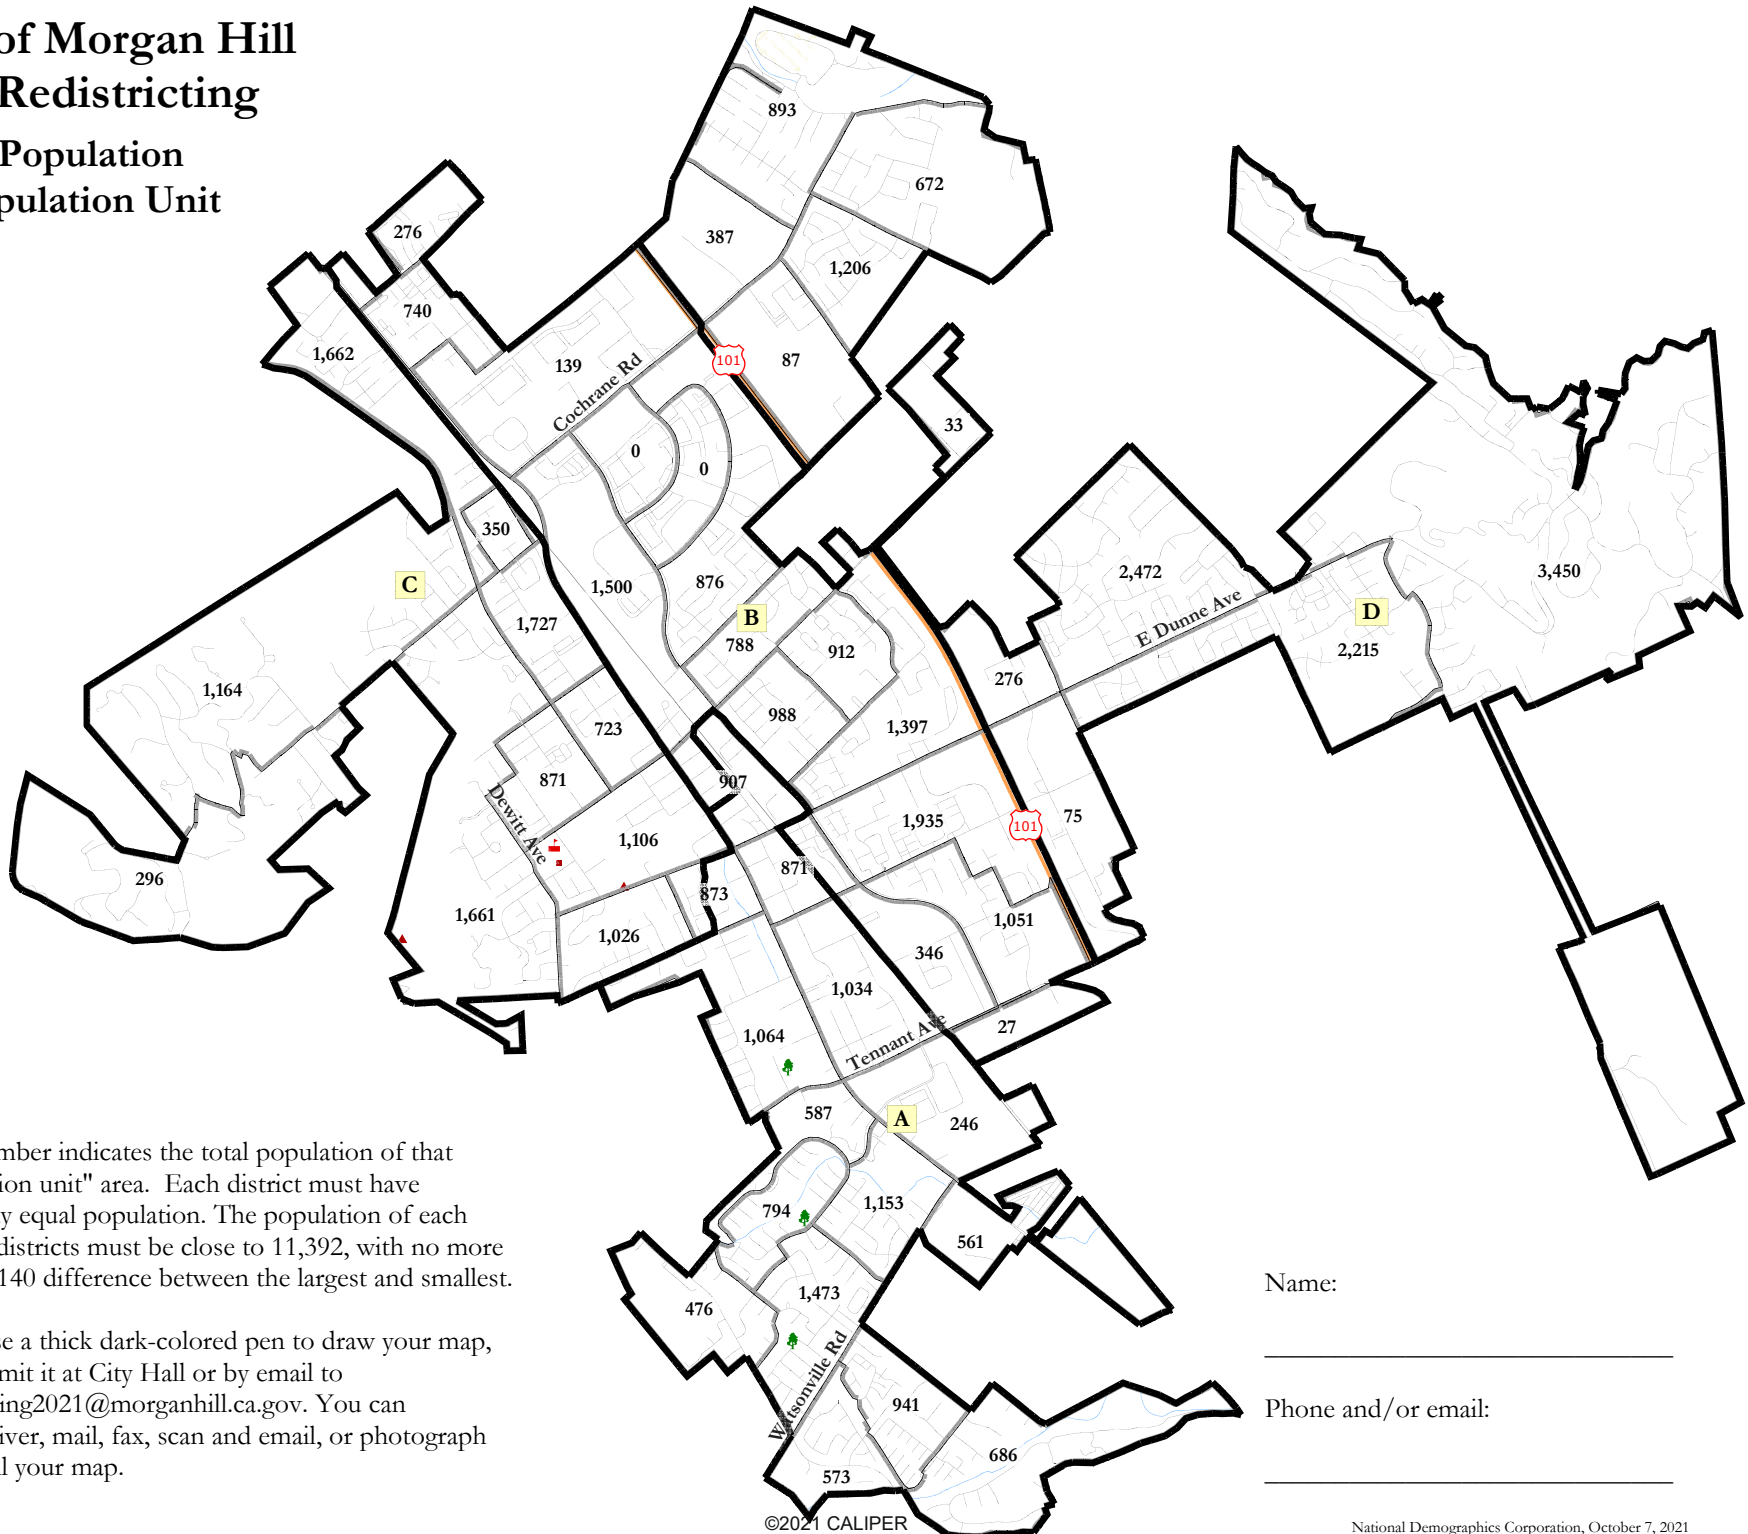 of Morgan Hill
Redistricting
Population
pulation Unit
893
672
276
387
1,206
740
1,662
139
Cochrane Rd
101
87
33
0
0
350
C
1,500
876
2,472
3,450
B
D
1,727
788
912
E Dunne Ave
2,215
1,164
276
723
988
1,397
871
907
Dewitt Ave
1,106
1,935
75
101
871
296
873
1,661
1,026
1,051
346
1,034
1,064
Tennant Ave
27
587
A
246
794
1,153
561
476
1,473
Watsonville Rd
941
686
573
mber indicates the total population of that
ion unit" area. Each district must have
y equal population. The population of each
districts must be close to 11,392, with no more
140 difference between the largest and smallest.
se a thick dark-colored pen to draw your map,
mit it at City Hall or by email to
ing2021@morganhill.ca.gov. You can
iver, mail, fax, scan and email, or photograph
il your map.
Name:
Phone and/or email:
©2021 CALIPER
National Demographics Corporation, October 7, 2021